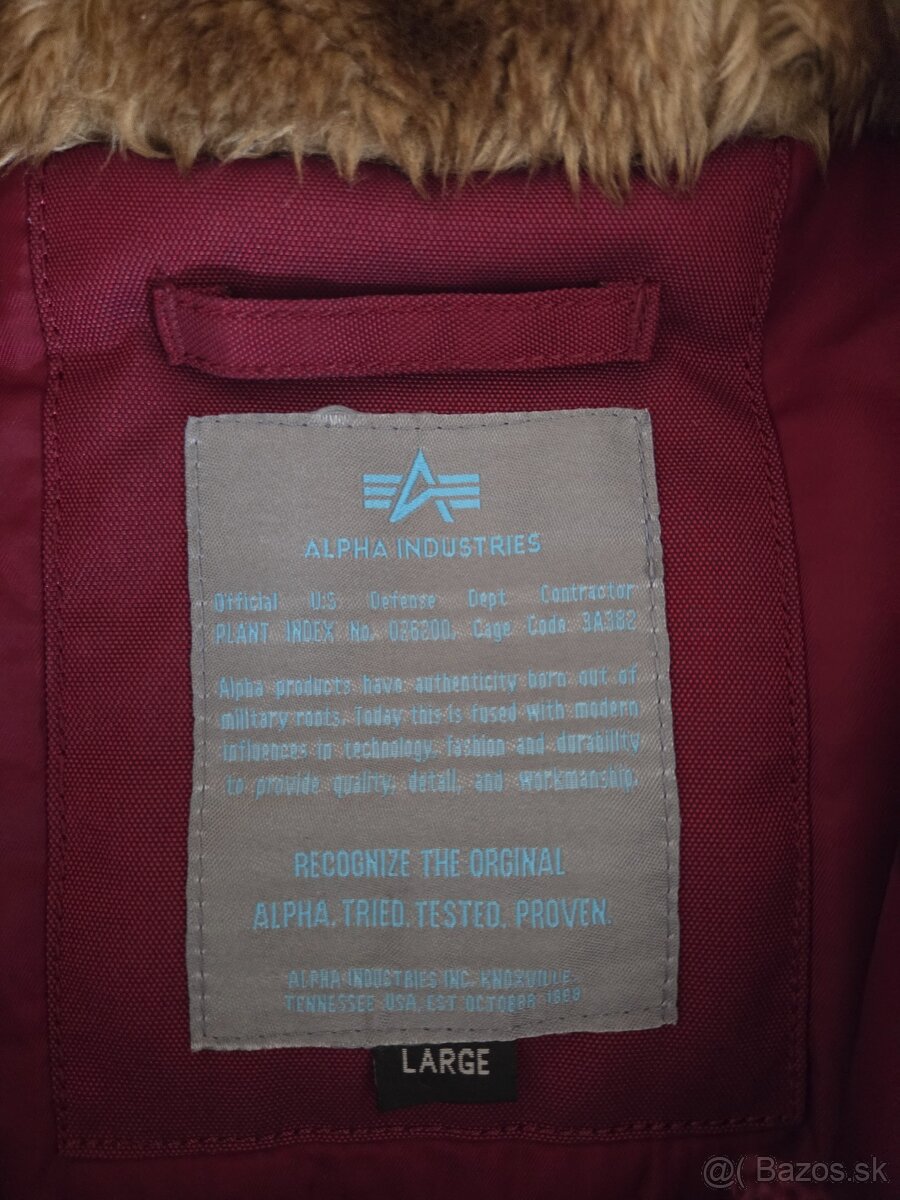 ALPHA INDUSTRIES
Official U.S Defense Dept Contractor
PLANT INDEX No. 026200, Cage Code: 3A382
Alpha products have authenticity born out of
military roots. Today this is fused with modern
influences in technology, fashion and durability
to provide quality, detail, and workmanship.
RECOGNIZE THE ORGINAL
ALPHA. TRIED. TESTED. PROVEN.
ALPHA INDUSTRIES INC. KNOXVILLE
TENNESSEE USA, EST OCTOBER
LARGE
@( Bazos.sk